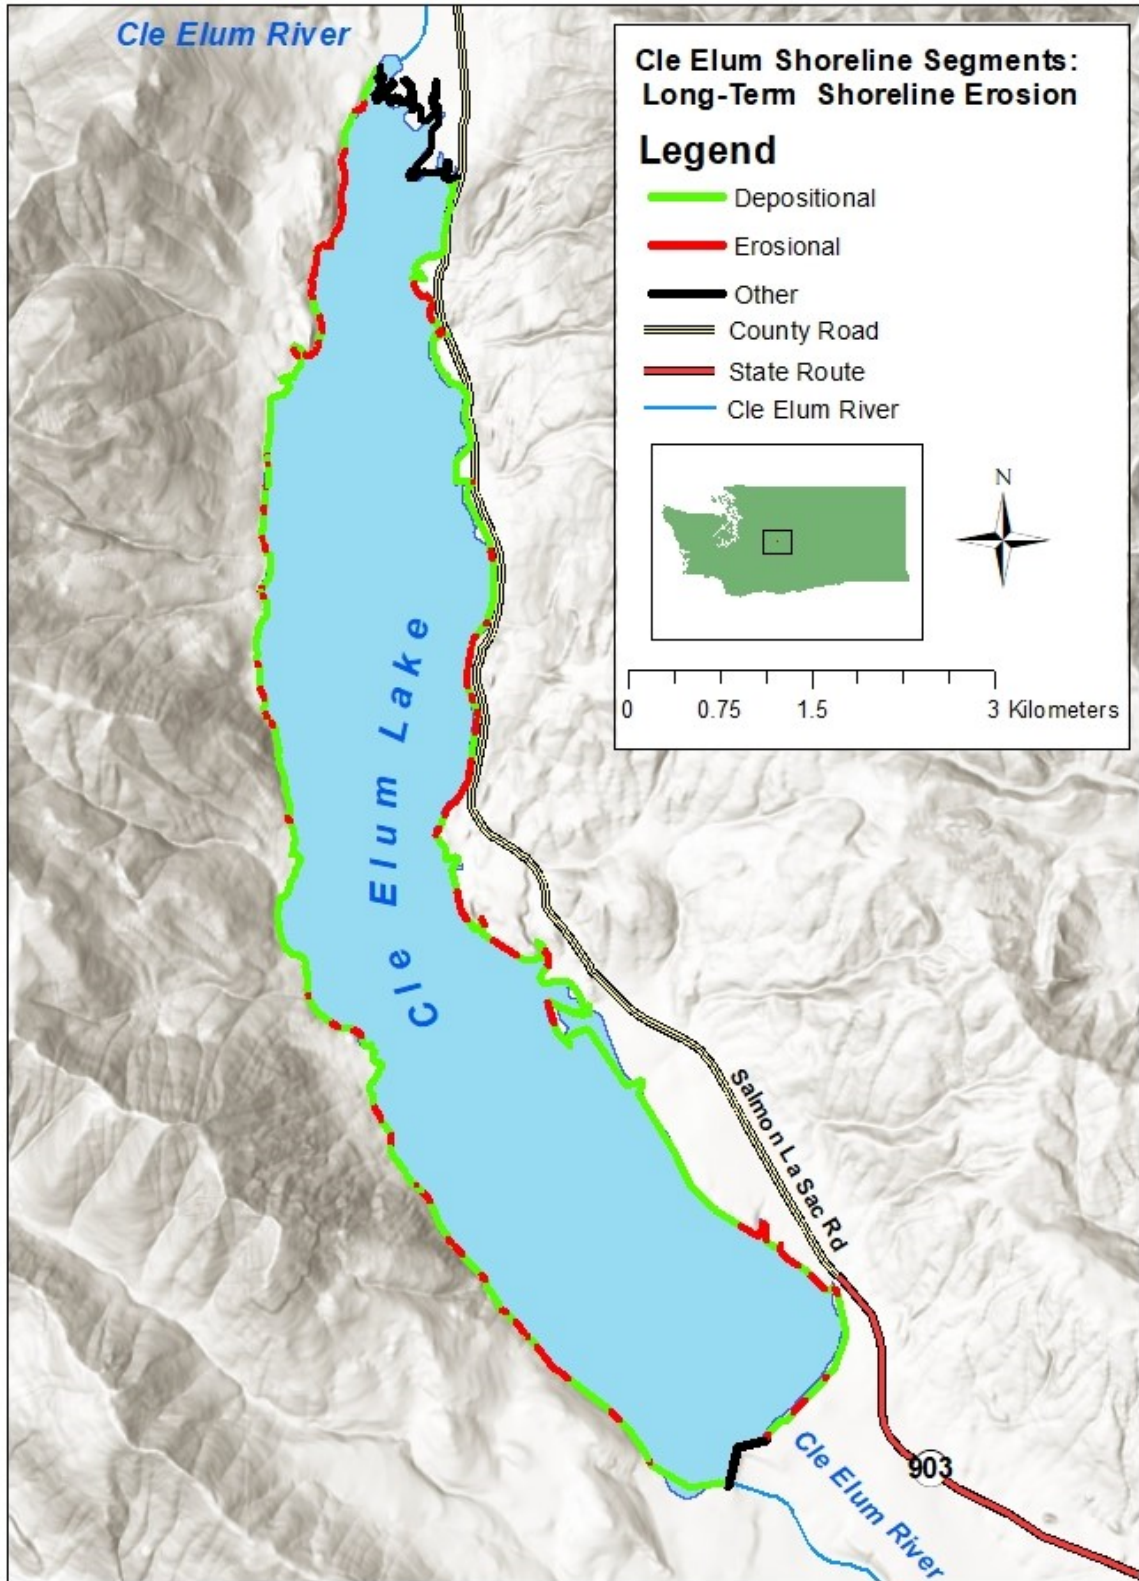 Cle Elum River
Cle Elum Shoreline Segments:
Long-Term Shoreline Erosion
Legend
Depositional
Erosional
Other
County Road
State Route
Cle Elum River
N
0 0.75 1.5 3 Kilometers
Cle Elum Lake
Salmon La Sac Rd
903
Cle Elum River